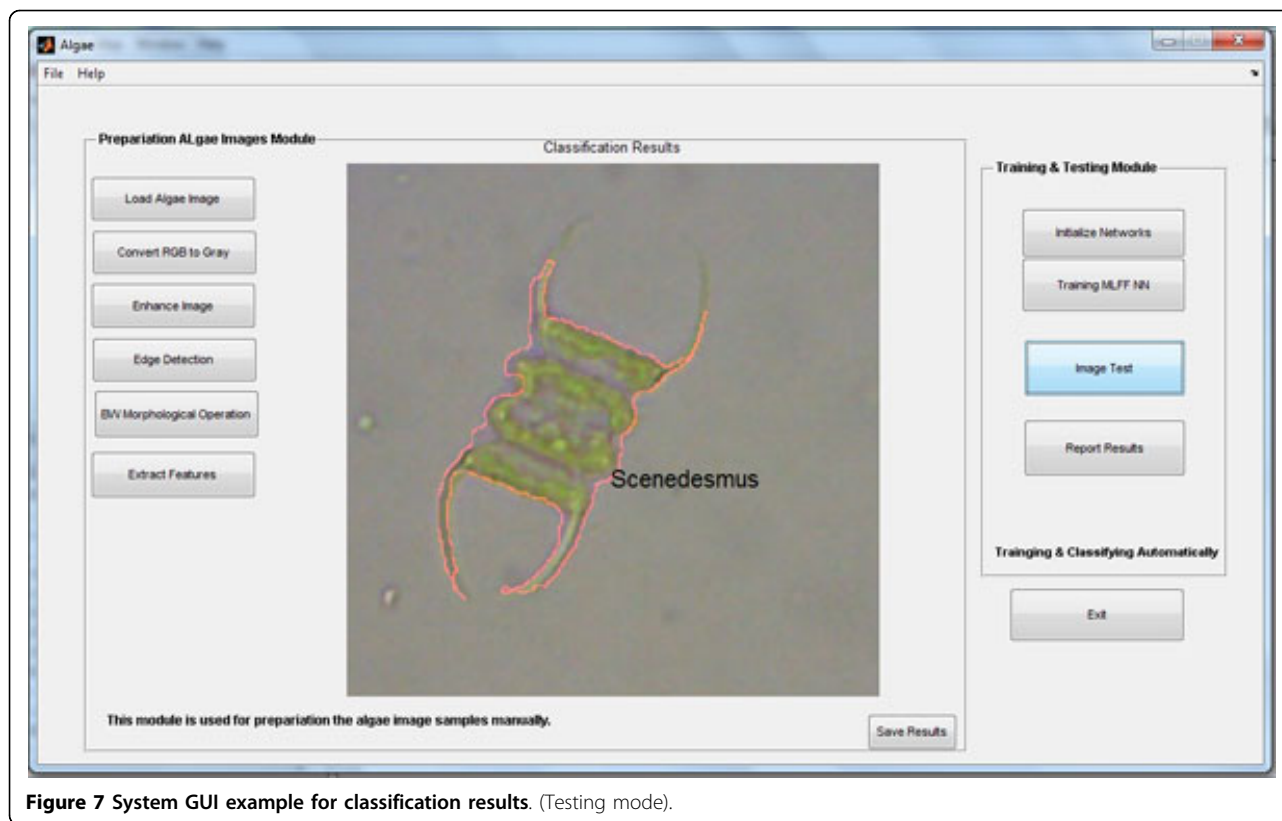 Algae
File Help
Prepariation ALgae Images Module
Classification Results
Load Algae Image
Convert RGB to Gray
Enhance Image
Edge Detection
BW Morphological Operation
Extract Features
Scenedesmus
This module is used for prepariation the algae image samples manually.
Save Results
Training & Testing Module
Initialize Networks
Training MLFF NN
Image Test
Report Results
Trainging & Classifying Automatically
Exit
Figure 7 System GUI example for classification results. (Testing mode).